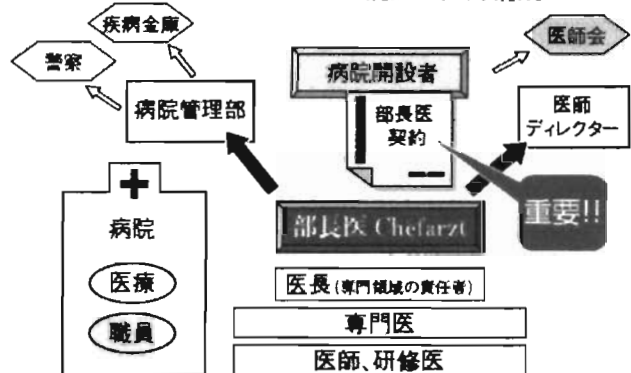 疾病金庫
警察
医師会
病院開設者
病院管理部
部長医
契約
医師
ディレクター
重要!!
病院
部長医 Chefarzt
医療
医長(専門領域の責任者)
職員
専門医
医師、研修医